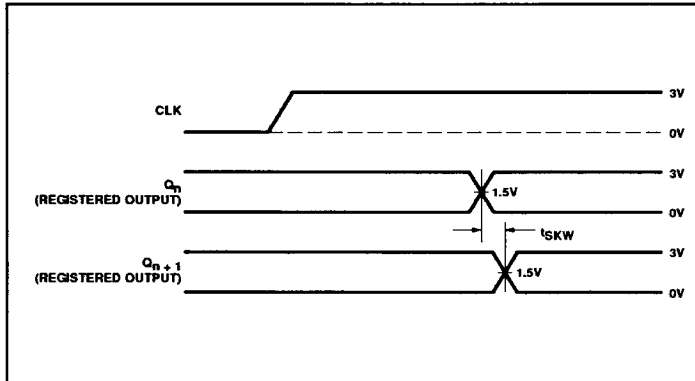 CLK
3V
0V
Qn
(REGISTERED OUTPUT)
3V
1.5V
0V
tSKW
Qn + 1
(REGISTERED OUTPUT)
3V
1.5V
0V